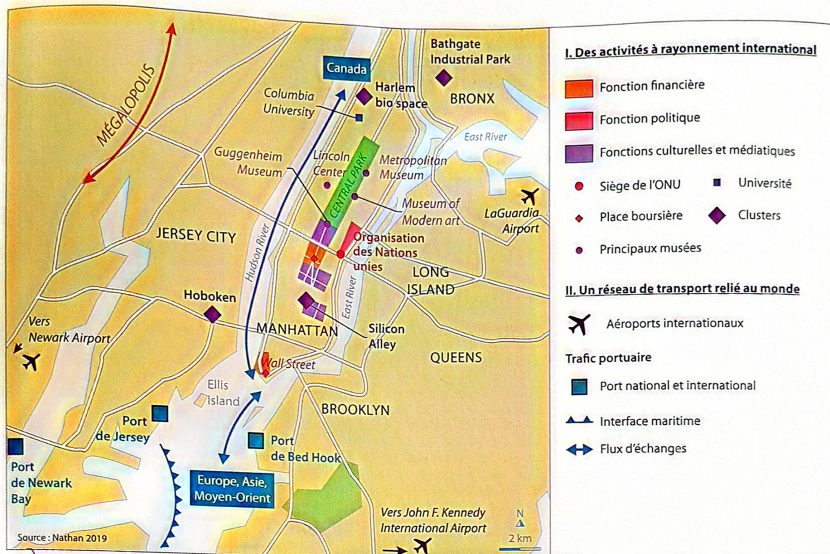 MÉGALOPOLIS
Canada
Bathgate
Industrial Park
Columbia
University
Harlem
bio space
BRONX
East River
Guggenheim
Museum
Lincoln
Center
CENTRAL PARK
Metropolitan
Museum
Museum of
Modern art
LaGuardia
Airport
JERSEY CITY
Hudson River
Organisation
des Nations
unies
LONG
ISLAND
East River
Hoboken
MANHATTAN
Silicon
Alley
QUEENS
Vers
Newark Airport
Wall Street
Ellis
Island
BROOKLYN
Port
de Jersey
Port
de Bed Hook
Port
de Newark
Bay
Europe, Asie,
Moyen-Orient
Vers John F. Kennedy
International Airport
N
2 km
Source : Nathan 2019
I. Des activités à rayonnement international
Fonction financière
Fonction politique
Fonctions culturelles et médiatiques
Siège de l'ONU
Université
Place boursière
Clusters
Principaux musées
II. Un réseau de transport relié au monde
Aéroports internationaux
Trafic portuaire
Port national et international
Interface maritime
Flux d'échanges